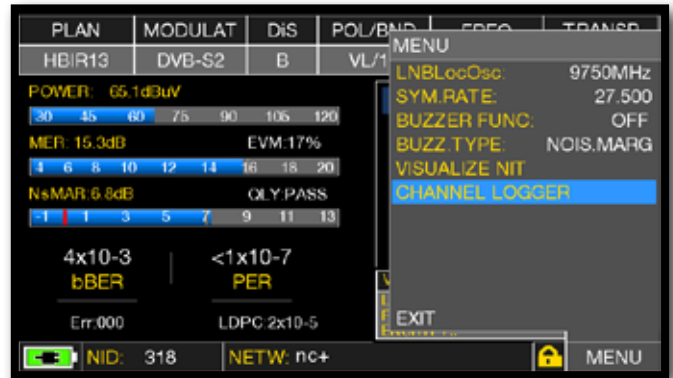 PLAN MODULAT DiS POL/BND FREQ TRANSP
HBIR13 DVB-S2 B VL/1
MENU
LNBLocOsc: 9750MHz
SYM.RATE: 27.500
BUZZER FUNC: OFF
BUZZ.TYPE: NOIS.MARG
VISUALIZE NIT
CHANNEL LOGGER
EXIT
POWER: 65.1dBuV
30 45 60 75 90 105 120
MER: 15.3dB EVM:17%
4 6 8 10 12 14 16 18 20
NsMAR:6.8dB QLY:PASS
-1 1 3 5 7 9 11 13
4x10-3 <1x10-7
bBER PER
Err:000 LDPC:2x10-5
NID: 318 NETW: nc+ MENU